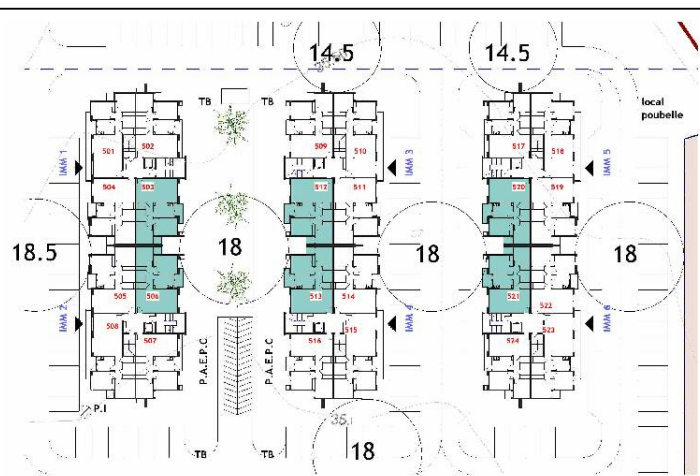 14.5
14.5
TB
TB
local
poubelle
501
502
509
510
517
518
IMM 1
IMM 3
IMM 5
504
503
512
511
520
519
18.5
18
18
18
505
506
513
514
521
522
IMM 2
IMM 4
IMM 6
508
507
516
515
524
523
P.A.E.P.C
P.A.E.P.C
P.I
35.
18
TB
TB